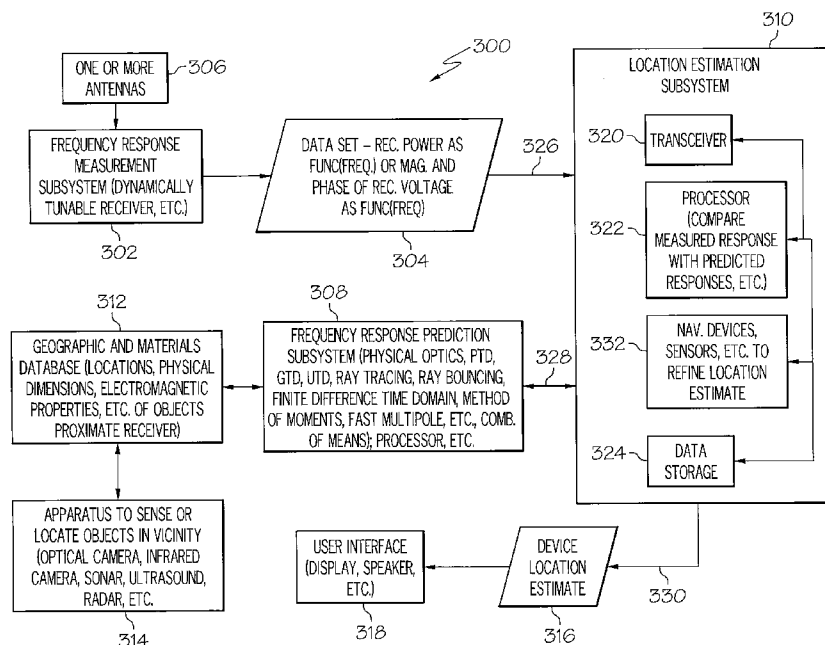 300
ONE OR MORE
ANTENNAS
306
FREQUENCY RESPONSE
MEASUREMENT
SUBSYSTEM (DYNAMICALLY
TUNABLE RECEIVER, ETC.)
302
DATA SET – REC. POWER AS
FUNC(FREQ.) OR MAG. AND
PHASE OF REC. VOLTAGE
AS FUNC(FREQ)
304
326
310
LOCATION ESTIMATION
SUBSYSTEM
320
TRANSCEIVER
322
PROCESSOR
(COMPARE
MEASURED RESPONSE
WITH PREDICTED
RESPONSES, ETC.)
332
NAV. DEVICES,
SENSORS, ETC. TO
REFINE LOCATION
ESTIMATE
324
DATA
STORAGE
312
GEOGRAPHIC AND MATERIALS
DATABASE (LOCATIONS, PHYSICAL
DIMENSIONS, ELECTROMAGNETIC
PROPERTIES, ETC. OF OBJECTS
PROXIMATE RECEIVER)
308
FREQUENCY RESPONSE PREDICTION
SUBSYSTEM (PHYSICAL OPTICS, PTD,
GTD, UTD, RAY TRACING, RAY BOUNCING,
FINITE DIFFERENCE TIME DOMAIN, METHOD
OF MOMENTS, FAST MULTIPOLE, ETC., COMB.
OF MEANS); PROCESSOR, ETC.
328
APPARATUS TO SENSE OR
LOCATE OBJECTS IN VICINITY
(OPTICAL CAMERA, INFRARED
CAMERA, SONAR, ULTRASOUND,
RADAR, ETC.
314
USER INTERFACE
(DISPLAY, SPEAKER,
ETC.)
318
DEVICE
LOCATION
ESTIMATE
316
330